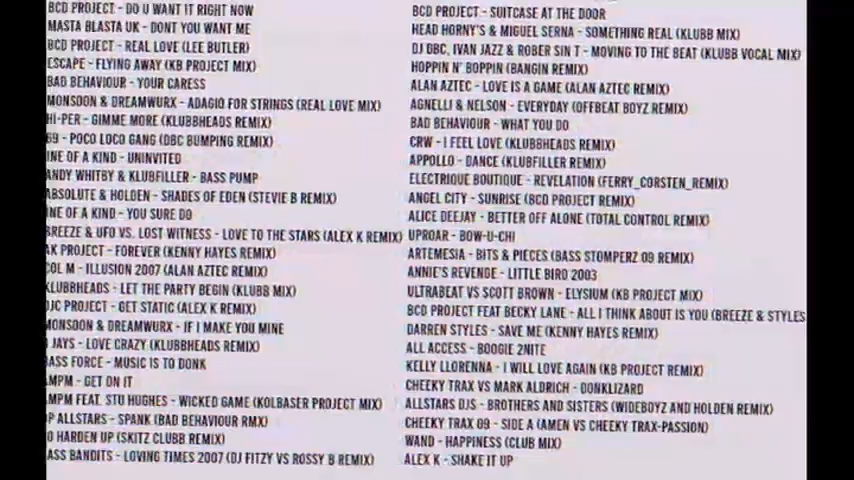 BCD PROJECT - DO U WANT IT RIGHT NOW
MASTA BLASTA UK - DONT YOU WANT ME
BCD PROJECT - REAL LOVE (LEE BUTLER)
ESCAPE - FLYING AWAY (KB PROJECT MIX)
BAD BEHAVIOUR - YOUR CARESS
MONSOON & DREAMWURX - ADAGIO FOR STRINGS (REAL LOVE MIX)
HI-PER - GIMME MORE (KLUBBHEADS REMIX)
69 - POCO LOCO GANG (DBC BUMPING REMIX)
NE OF A KIND - UNINVITED
ANDY WHITBY & KLUBFILLER - BASS PUMP
ABSOLUTE & HOLDEN - SHADES OF EDEN (STEVIE B REMIX)
NE OF A KIND - YOU SURE DO
BREEZE & UFO VS. LOST WITNESS - LOVE TO THE STARS (ALEX K REMIX)
AK PROJECT - FOREVER (KENNY HAYES REMIX)
COL M - ILLUSION 2007 (ALAN AZTEC REMIX)
KLUBBHEADS - LET THE PARTY BEGIN (KLUBB MIX)
DJC PROJECT - GET STATIC (ALEX K REMIX)
MONSOON & DREAMWURX - IF I MAKE YOU MINE
JAYS - LOVE CRAZY (KLUBBHEADS REMIX)
BASS FORCE - MUSIC IS TO DONK
AMPM - GET ON IT
AMPM FEAT. STU HUGHES - WICKED GAME (KOLBASER PROJECT MIX)
P ALLSTARS - SPANK (BAD BEHAVIOUR RMX)
O HARDEN UP (SKITZ CLUBB REMIX)
ASS BANDITS - LOVING TIMES 2007 (DJ FITZY VS ROSSY B REMIX)
BCD PROJECT - SUITCASE AT THE DOOR
HEAD HORNY'S & MIGUEL SERNA - SOMETHING REAL (KLUBB MIX)
DJ DBC, IVAN JAZZ & ROBER SIN T - MOVING TO THE BEAT (KLUBB VOCAL MIX)
HOPPIN N' BOPPIN (BANGIN REMIX)
ALAN AZTEC - LOVE IS A GAME (ALAN AZTEC REMIX)
AGNELLI & NELSON - EVERYDAY (OFFBEAT BOYZ REMIX)
BAD BEHAVIOUR - WHAT YOU DO
CRW - I FEEL LOVE (KLUBBHEADS REMIX)
APPOLLO - DANCE (KLUBFILLER REMIX)
ELECTRIQUE BOUTIQUE - REVELATION (FERRY_CORSTEN_REMIX)
ANGEL CITY - SUNRISE (BCD PROJECT REMIX)
ALICE DEEJAY - BETTER OFF ALONE (TOTAL CONTROL REMIX)
UPROAR - BOW-U-CHI
ARTEMESIA - BITS & PIECES (BASS STOMPERZ 09 REMIX)
ANNIE'S REVENGE - LITTLE BIRD 2003
ULTRABEAT VS SCOTT BROWN - ELYSIUM (KB PROJECT MIX)
BCD PROJECT FEAT BECKY LANE - ALL I THINK ABOUT IS YOU (BREEZE & STYLES
DARREN STYLES - SAVE ME (KENNY HAYES REMIX)
ALL ACCESS - BOOGIE 2NITE
KELLY LLORENNA - I WILL LOVE AGAIN (KB PROJECT REMIX)
CHEEKY TRAX VS MARK ALDRICH - DONKLIZARD
ALLSTARS DJS - BROTHERS AND SISTERS (WIDEBOYZ AND HOLDEN REMIX)
CHEEKY TRAX 09 - SIDE A (AMEN VS CHEEKY TRAX-PASSION)
WAND - HAPPINESS (CLUB MIX)
ALEX K - SHAKE IT UP